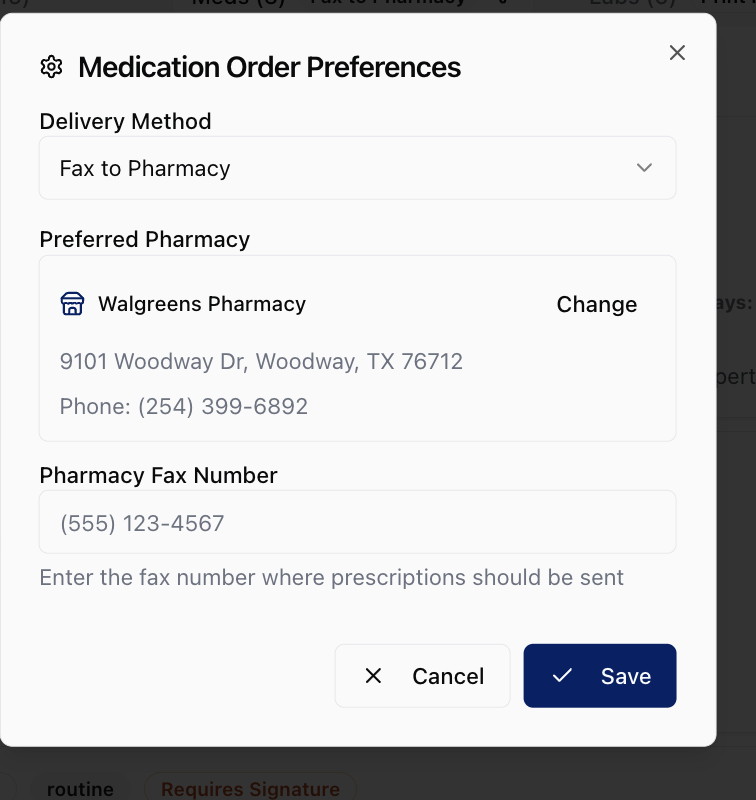 Medication Order Preferences
Delivery Method
Fax to Pharmacy
Preferred Pharmacy
Walgreens Pharmacy
Change
9101 Woodway Dr, Woodway, TX 76712
Phone: (254) 399-6892
Pharmacy Fax Number
(555) 123-4567
Enter the fax number where prescriptions should be sent
Cancel
Save
routine
Requires Signature